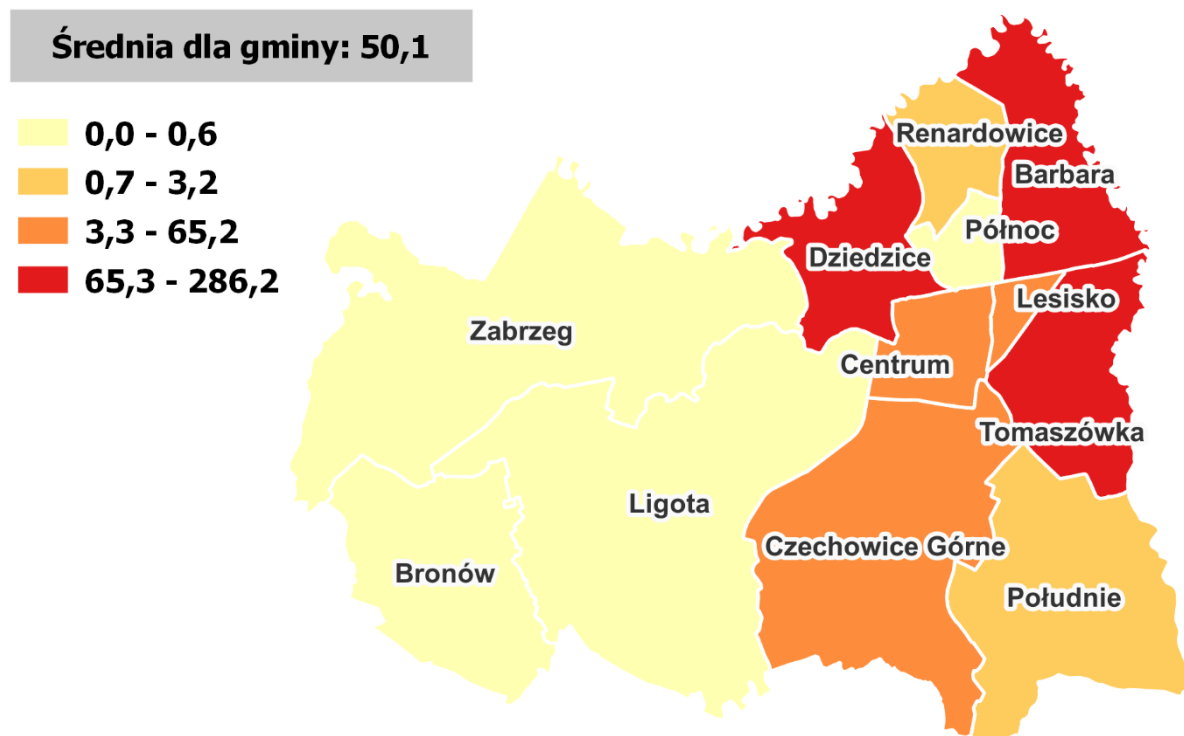 Średnia dla gminy: 50,1
0,0 - 0,6
0,7 - 3,2
3,3 - 65,2
65,3 - 286,2
Renardowice
Barbara
Północ
Dziedzice
Lesisko
Zabrzeg
Centrum
Tomaszówka
Ligota
Czechowice Górne
Bronów
Południe